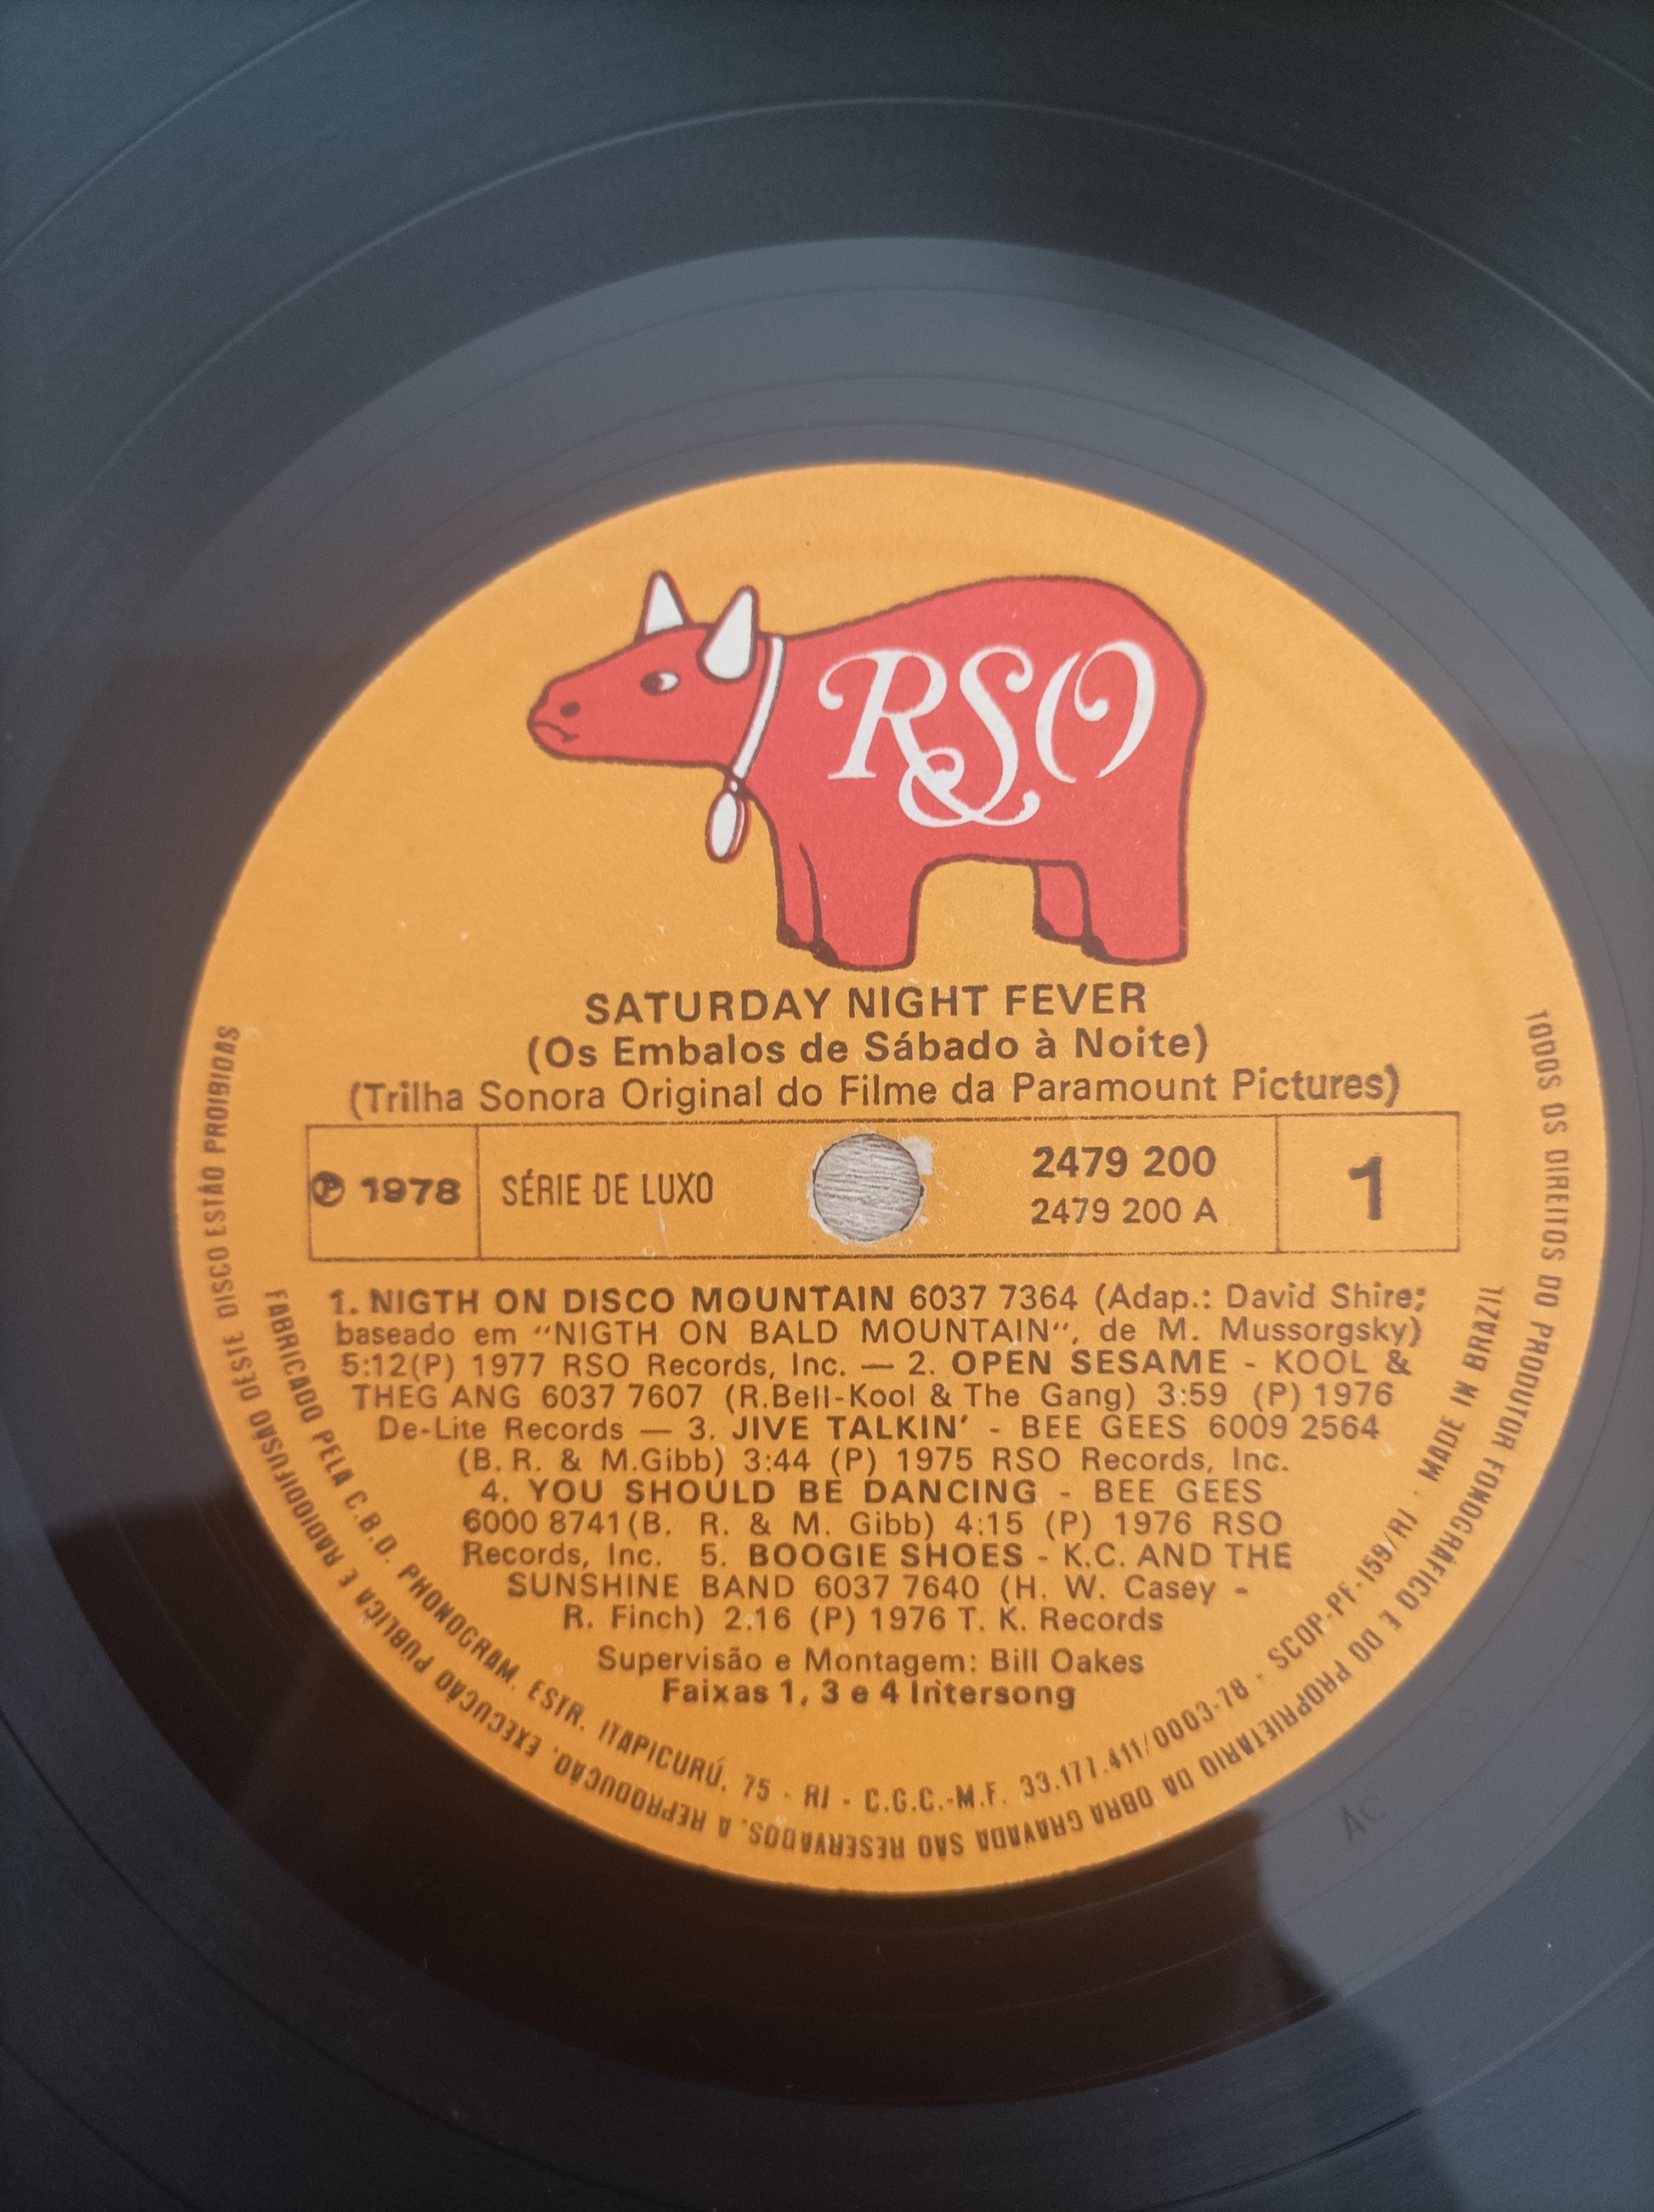 RSO
SATURDAY NIGHT FEVER
(Os Embalos de Sábado à Noite)
(Trilha Sonora Original do Filme da Paramount Pictures)
Ⓟ 1978
SÉRIE DE LUXO
2479 200
2479 200 A
1
1. NIGTH ON DISCO MOUNTAIN 6037 7364 (Adap.: David Shire;
baseado em "NIGTH ON BALD MOUNTAIN", de M. Mussorgsky)
5:12(P) 1977 RSO Records, Inc. — 2. OPEN SESAME - KOOL &
THEG ANG 6037 7607 (R.Bell-Kool & The Gang) 3:59 (P) 1976
De-Lite Records — 3. JIVE TALKIN' - BEE GEES 6009 2564
(B. R. & M.Gibb) 3:44 (P) 1975 RSO Records, Inc.
4. YOU SHOULD BE DANCING - BEE GEES
6000 8741(B. R. & M. Gibb) 4:15 (P) 1976 RSO
Records, Inc. 5. BOOGIE SHOES - K.C. AND THE
SUNSHINE BAND 6037 7640 (H. W. Casey -
R. Finch) 2:16 (P) 1976 T. K. Records
Supervisão e Montagem: Bill Oakes
Faixas 1, 3 e 4 Intersong
FABRICADO PELA C.B.D. PHONOGRAM. ESTR. ITAPICURÚ, 75 - RJ - C.G.C.-M.F. 33.177.411/0003-78 - SCOP-PF-159/RJ - MADE IN BRAZIL
TODOS OS DIREITOS DO PRODUTOR FONOGRÁFICO E DO PROPRIETARIO DA OBRA GRAVADA SÃO RESERVADOS. A REPRODUÇÃO, EXECUÇÃO PUBLICA E RADIODIFUSÃO DESTE DISCO ESTÃO PROIBIDAS